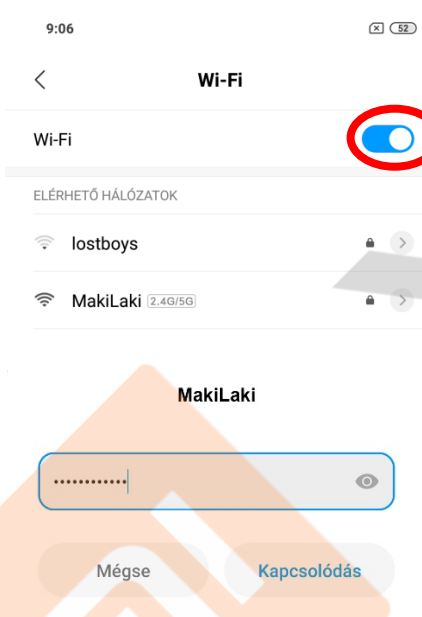 9:06
52
Wi-Fi
Wi-Fi
ELÉRHETŐ HÁLÓZATOK
lostboys
MakiLaki 2.4G/5G
MakiLaki
••••••••••••
Mégse
Kapcsolódás